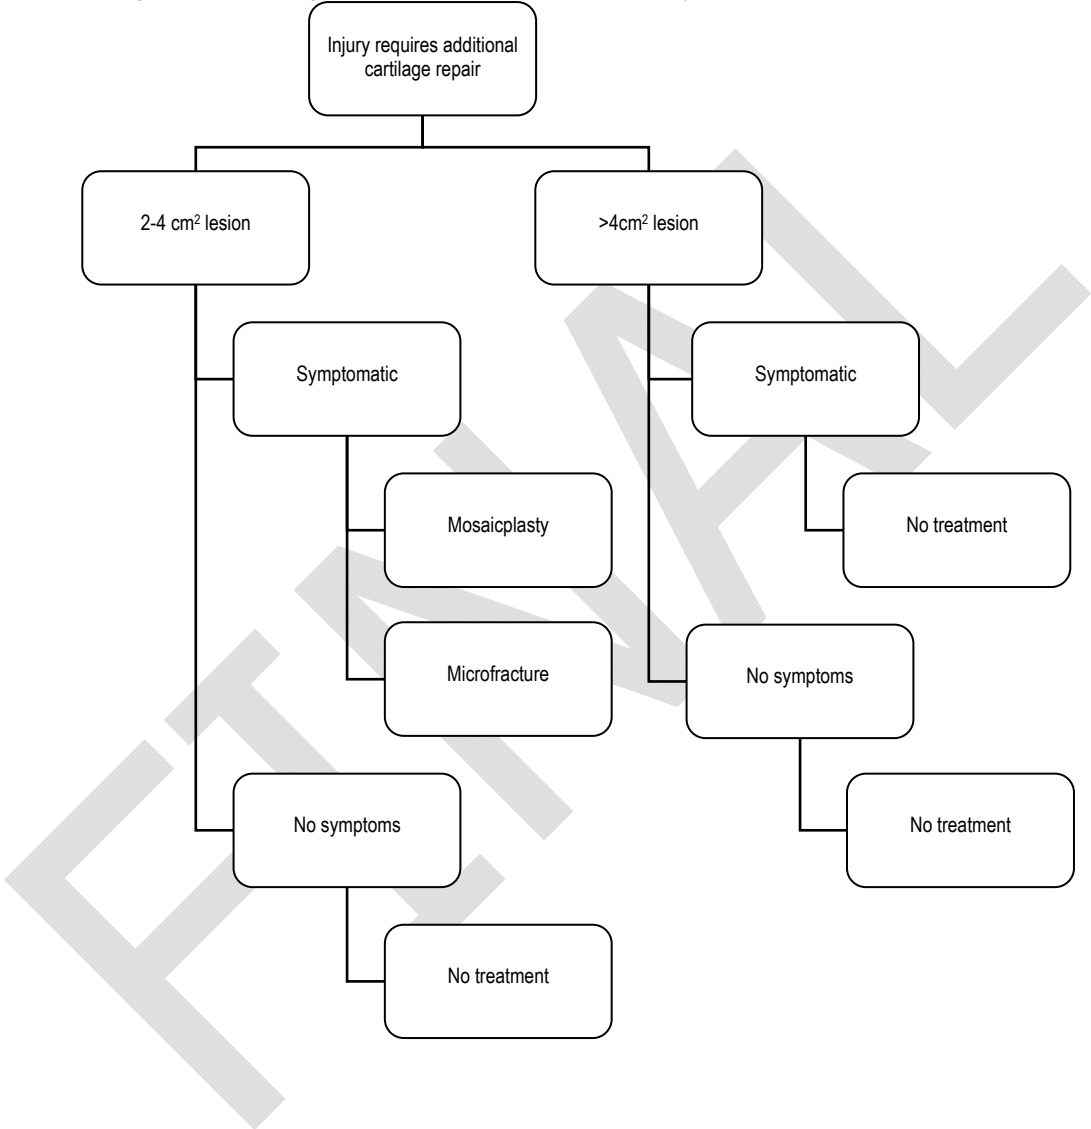 Injury requires additional
cartilage repair
2-4 cm² lesion
>4cm² lesion
Symptomatic
Symptomatic
Mosaicplasty
No treatment
Microfracture
No symptoms
No symptoms
No treatment
No treatment
FINAL